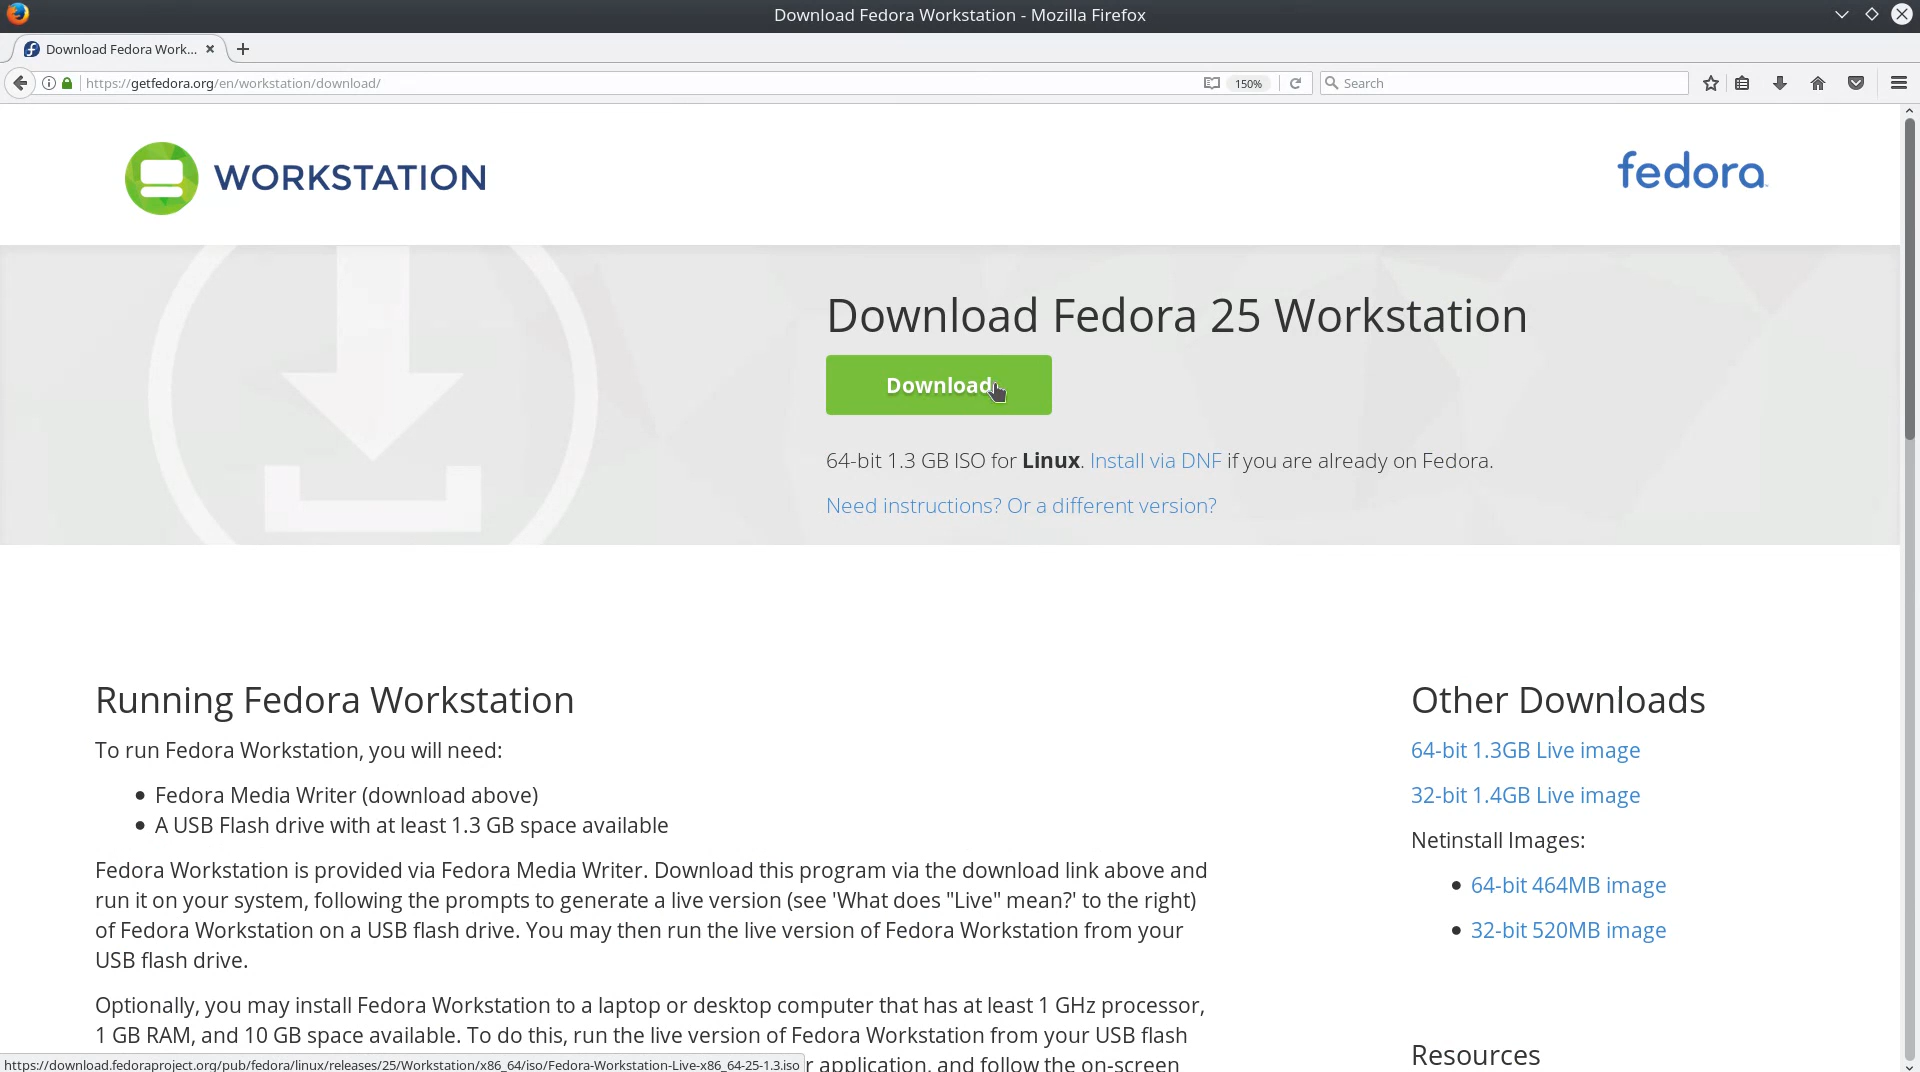 Download Fedora Workstation - Mozilla Firefox
Download Fedora Work...
https://getfedora.org/en/workstation/download/
150%
Search
WORKSTATION
fedora
Download Fedora 25 Workstation
Download
64-bit 1.3 GB ISO for Linux. Install via DNF if you are already on Fedora.
Need instructions? Or a different version?
Running Fedora Workstation
To run Fedora Workstation, you will need:
Fedora Media Writer (download above)
A USB Flash drive with at least 1.3 GB space available
Fedora Workstation is provided via Fedora Media Writer. Download this program via the download link above and
run it on your system, following the prompts to generate a live version (see 'What does "Live" mean?' to the right)
of Fedora Workstation on a USB flash drive. You may then run the live version of Fedora Workstation from your
USB flash drive.
Optionally, you may install Fedora Workstation to a laptop or desktop computer that has at least 1 GHz processor,
1 GB RAM, and 10 GB space available. To do this, run the live version of Fedora Workstation from your USB flash
r application, and follow the on-screen
Other Downloads
64-bit 1.3GB Live image
32-bit 1.4GB Live image
Netinstall Images:
64-bit 464MB image
32-bit 520MB image
Resources
https://download.fedoraproject.org/pub/fedora/linux/releases/25/Workstation/x86_64/iso/Fedora-Workstation-Live-x86_64-25-1.3.iso